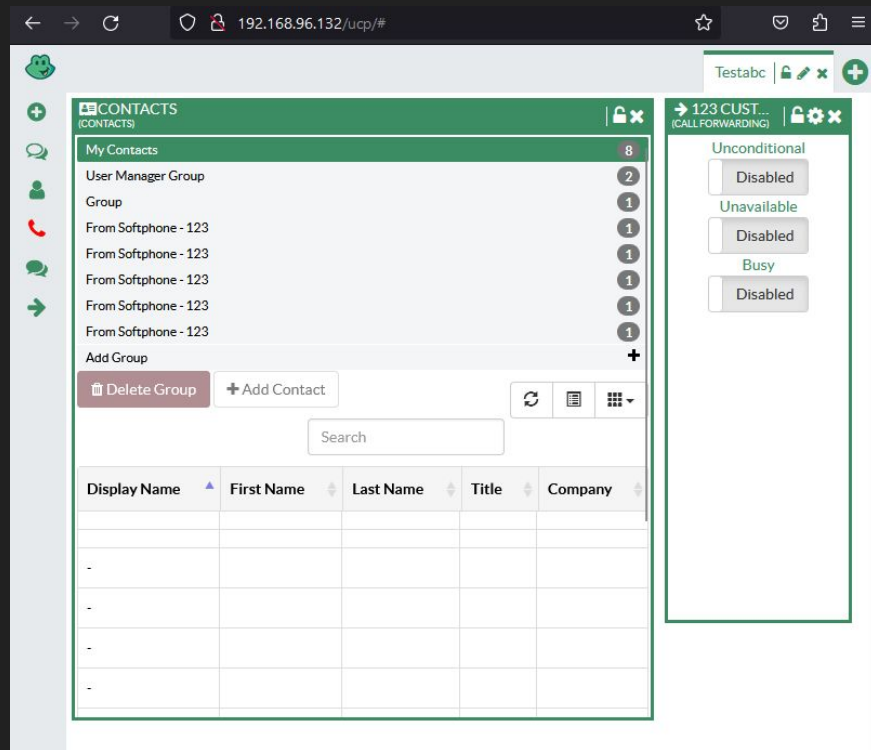 192.168.96.132/ucp/#
Testabc
CONTACTS
(CONTACTS)
My Contacts 8
User Manager Group 2
Group 1
From Softphone - 123 1
From Softphone - 123 1
From Softphone - 123 1
From Softphone - 123 1
From Softphone - 123 1
Add Group
Delete Group Add Contact
Search
Display Name First Name Last Name Title Company
-
-
-
-
123 CUST...
(CALL FORWARDING)
Unconditional
Disabled
Unavailable
Disabled
Busy
Disabled